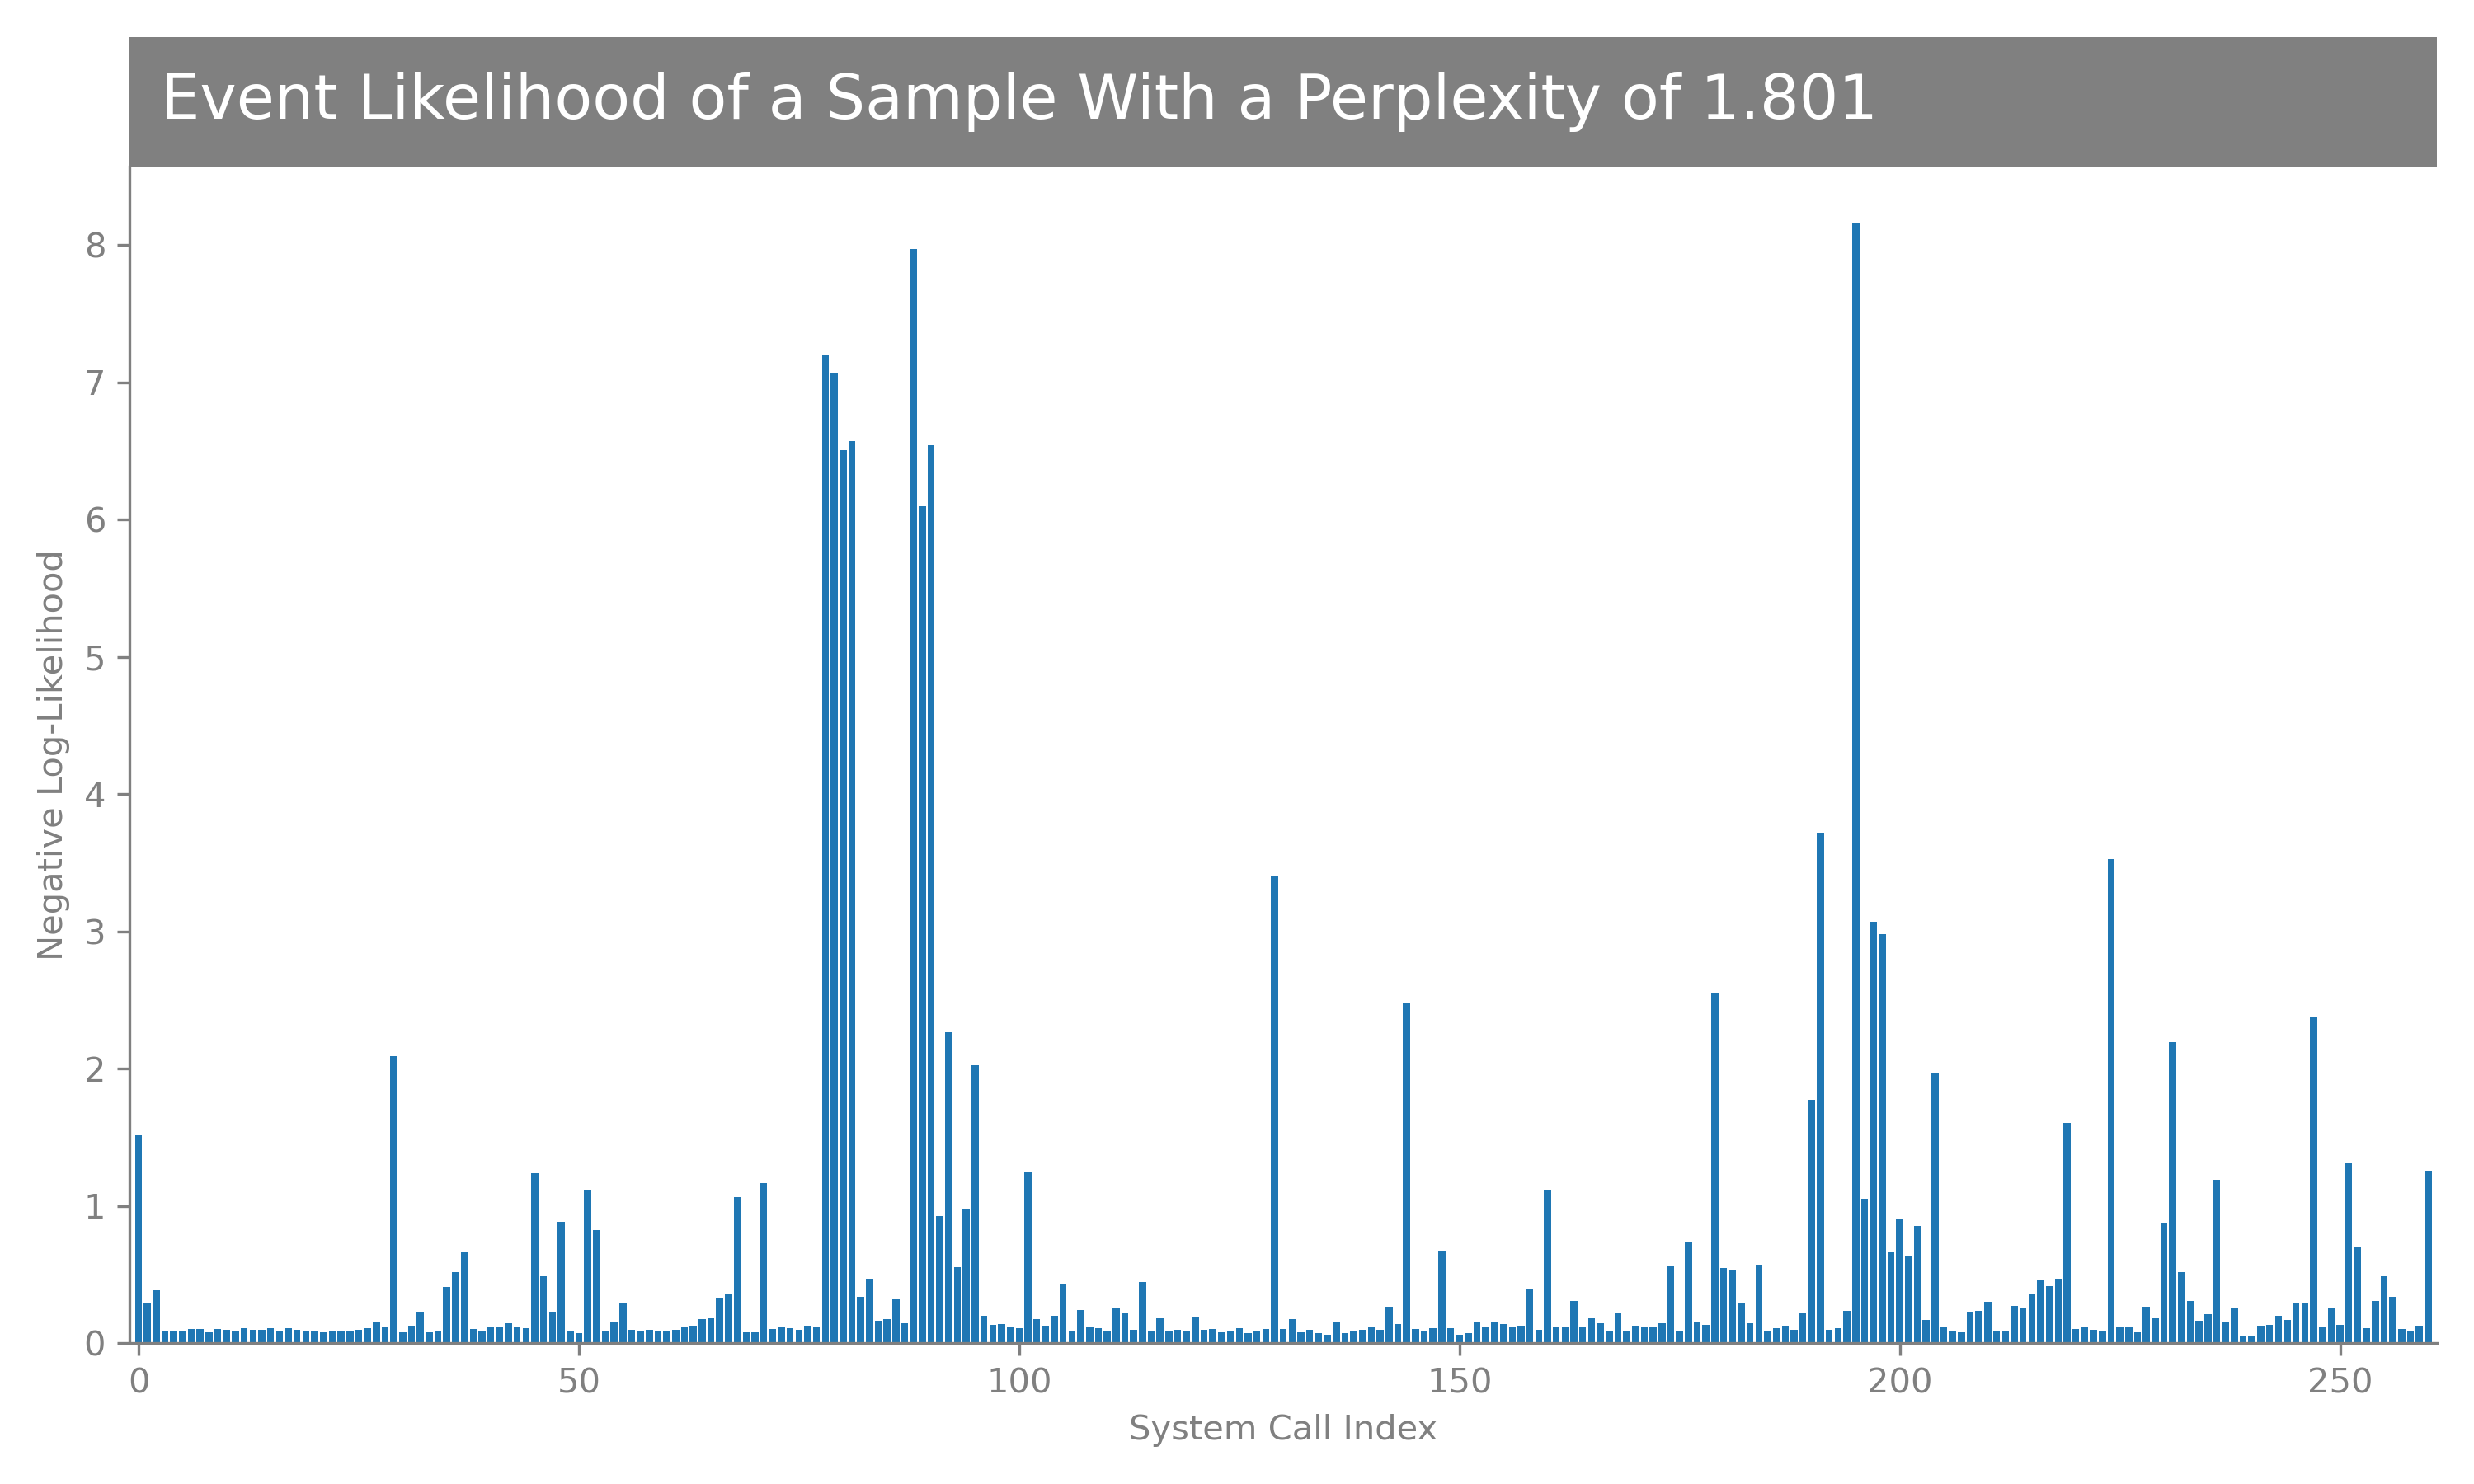 Event Likelihood of a Sample With a Perplexity of 1.801
Negative Log-Likelihood
8
7
6
5
4
3
2
1
0
0 50 100 150 200 250
System Call Index